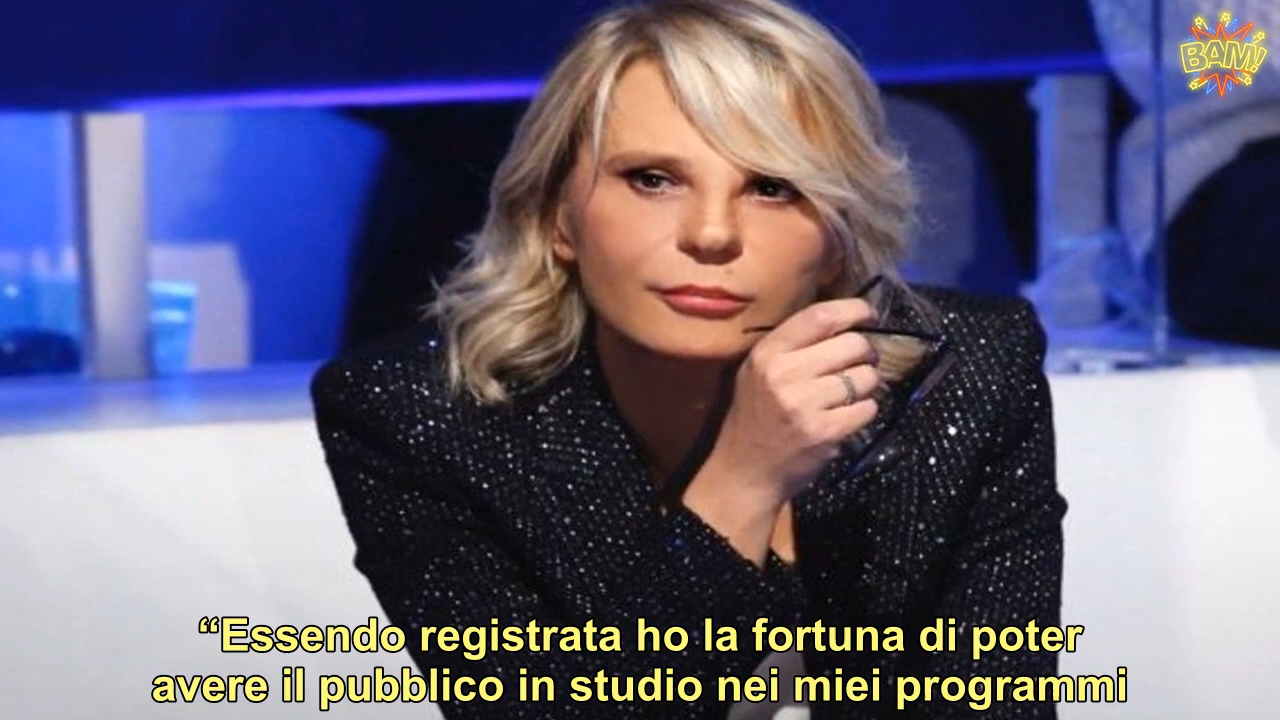 BAM!
“Essendo registrata ho la fortuna di poter
avere il pubblico in studio nei miei programmi